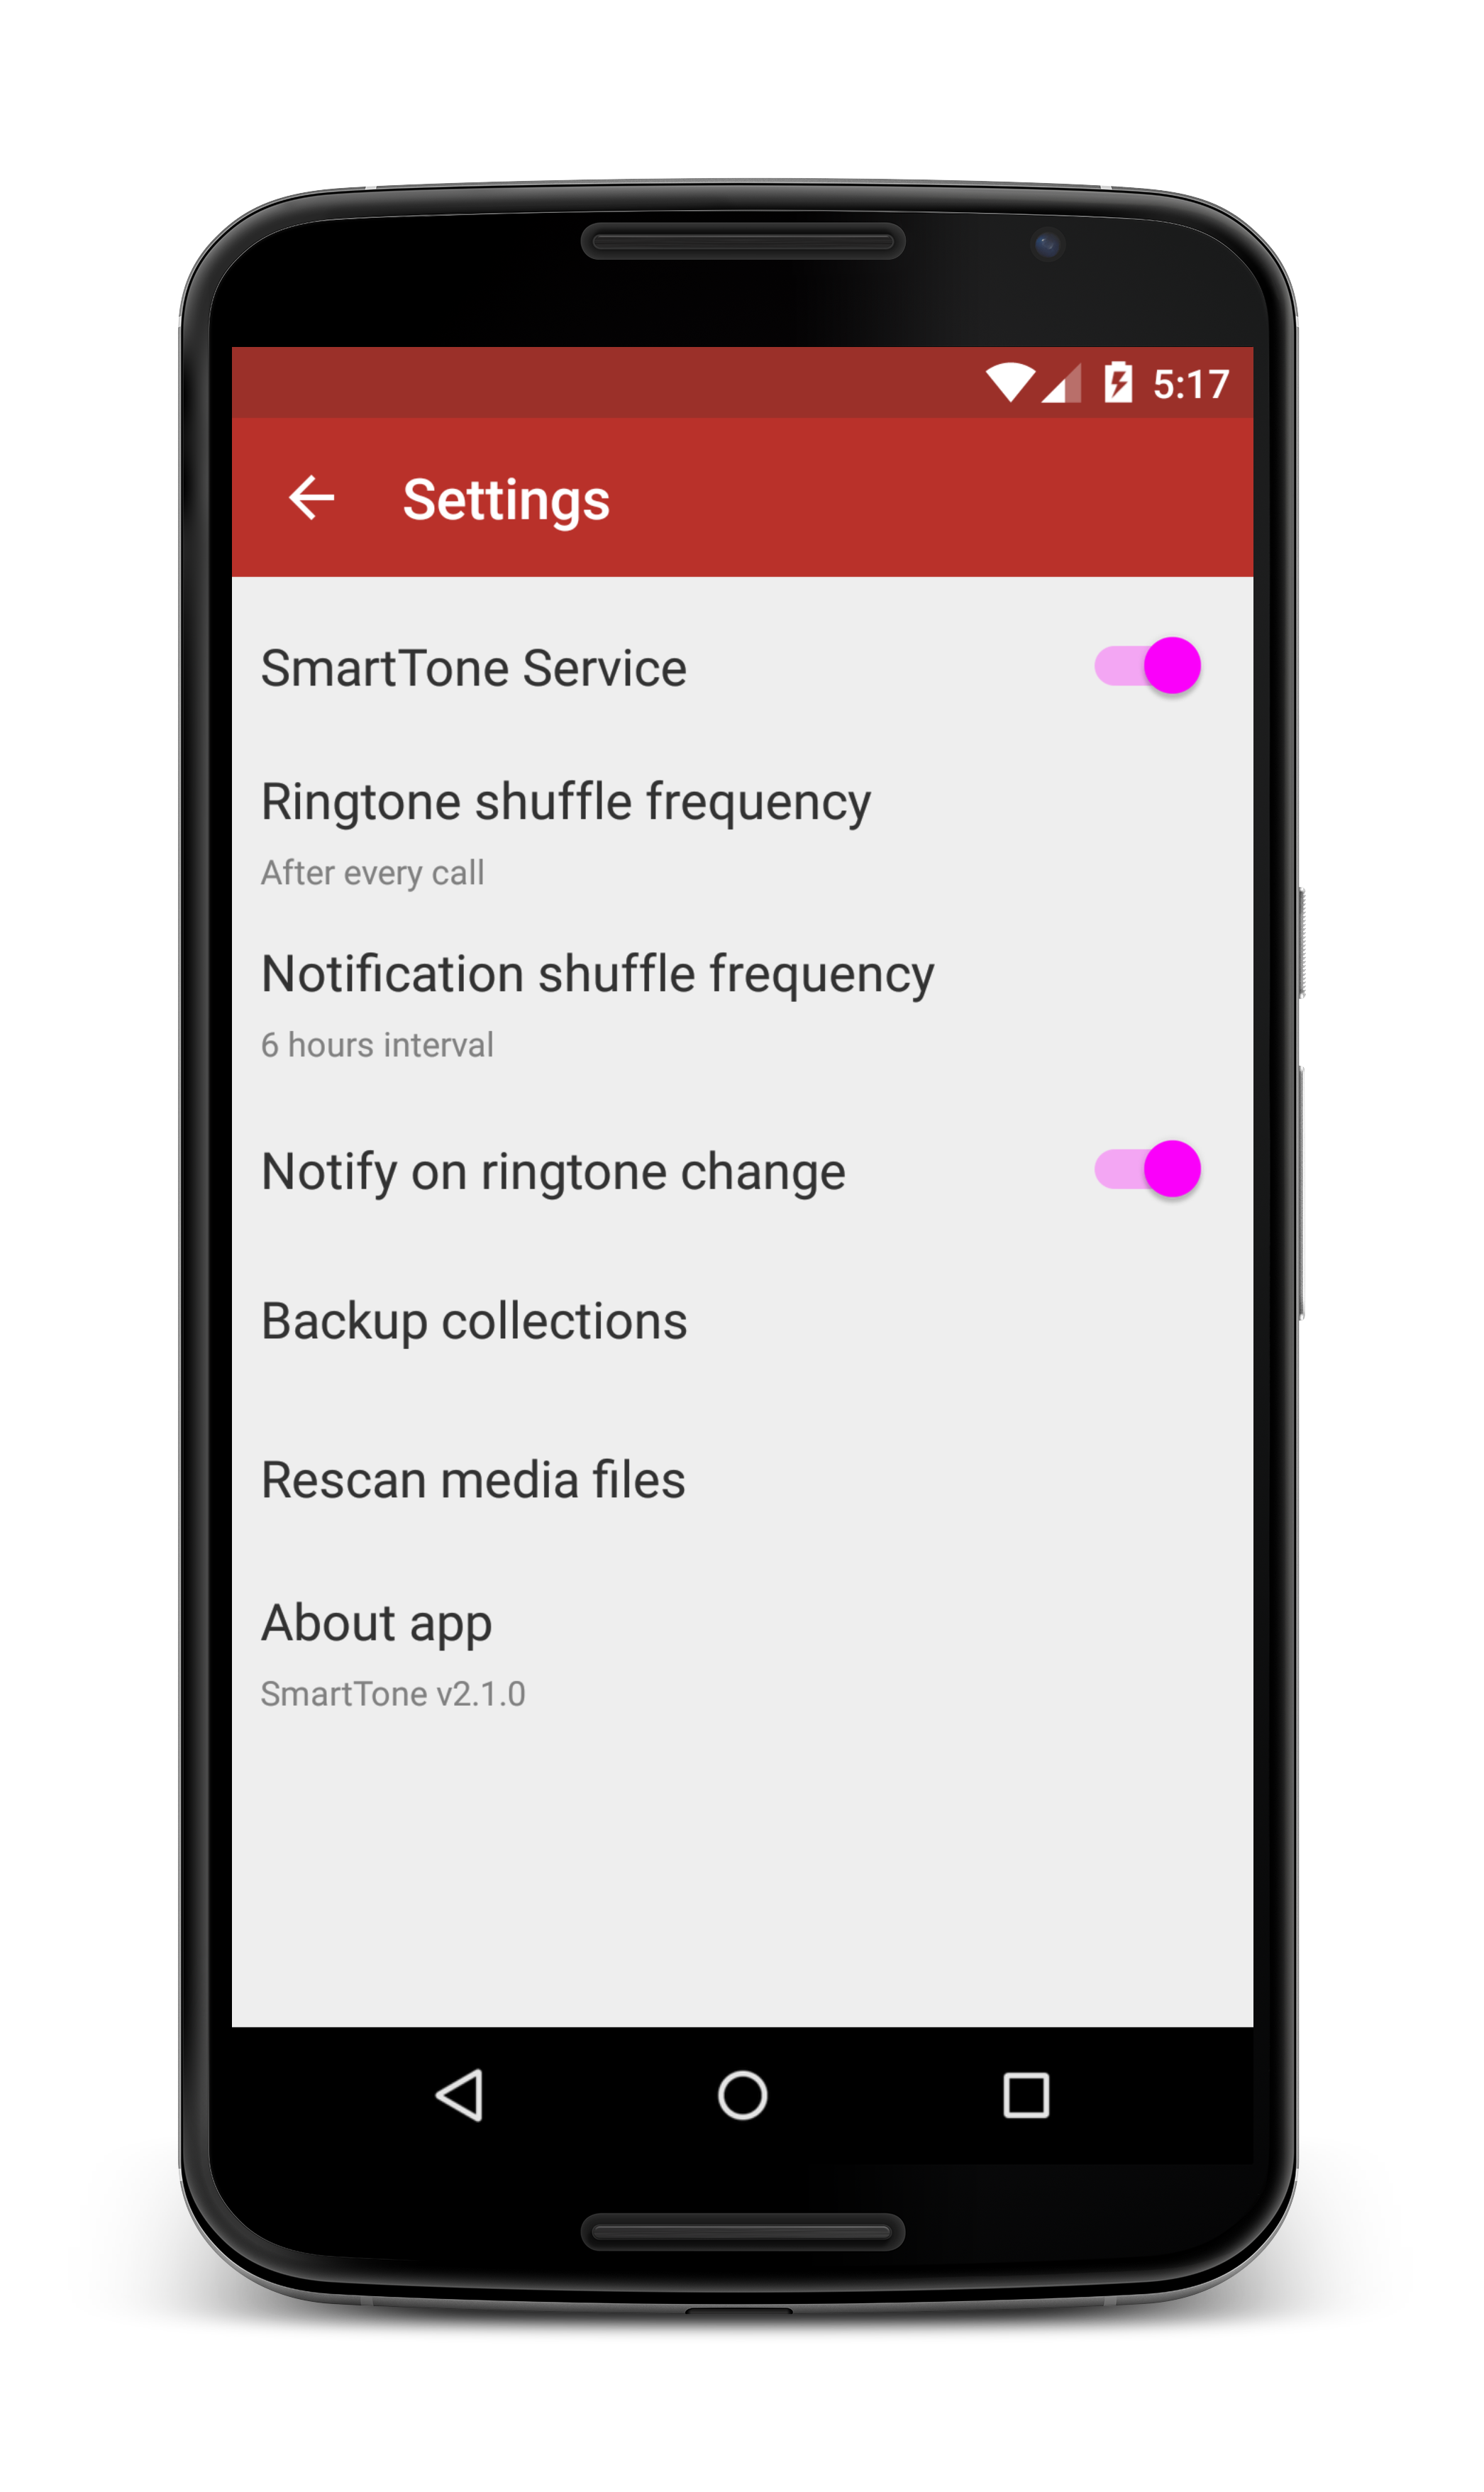 5:17
Settings
SmartTone Service
Ringtone shuffle frequency
After every call
Notification shuffle frequency
6 hours interval
Notify on ringtone change
Backup collections
Rescan media files
About app
SmartTone v2.1.0